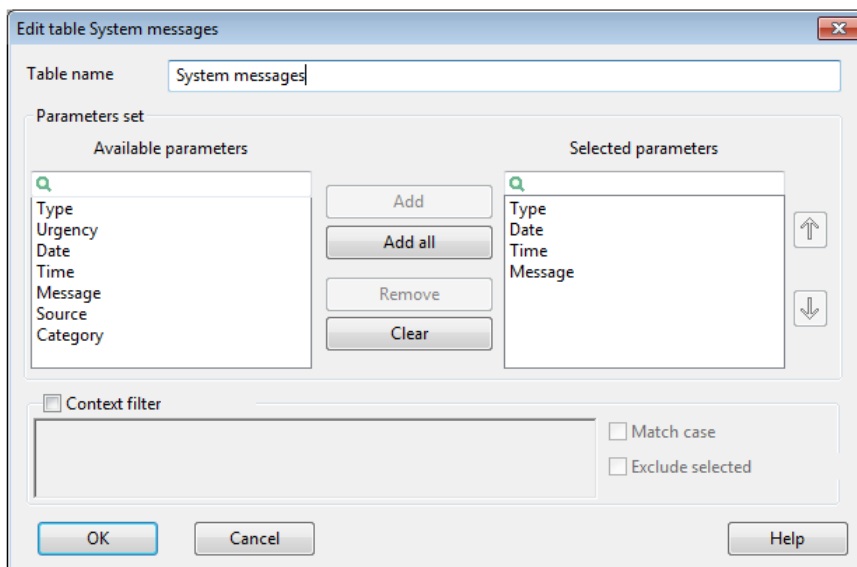 Edit table System messages
Table name
System messages
Parameters set
Available parameters
Selected parameters
Type
Urgency
Date
Time
Message
Source
Category
Add
Add all
Remove
Clear
Type
Date
Time
Message
Context filter
Match case
Exclude selected
OK
Cancel
Help